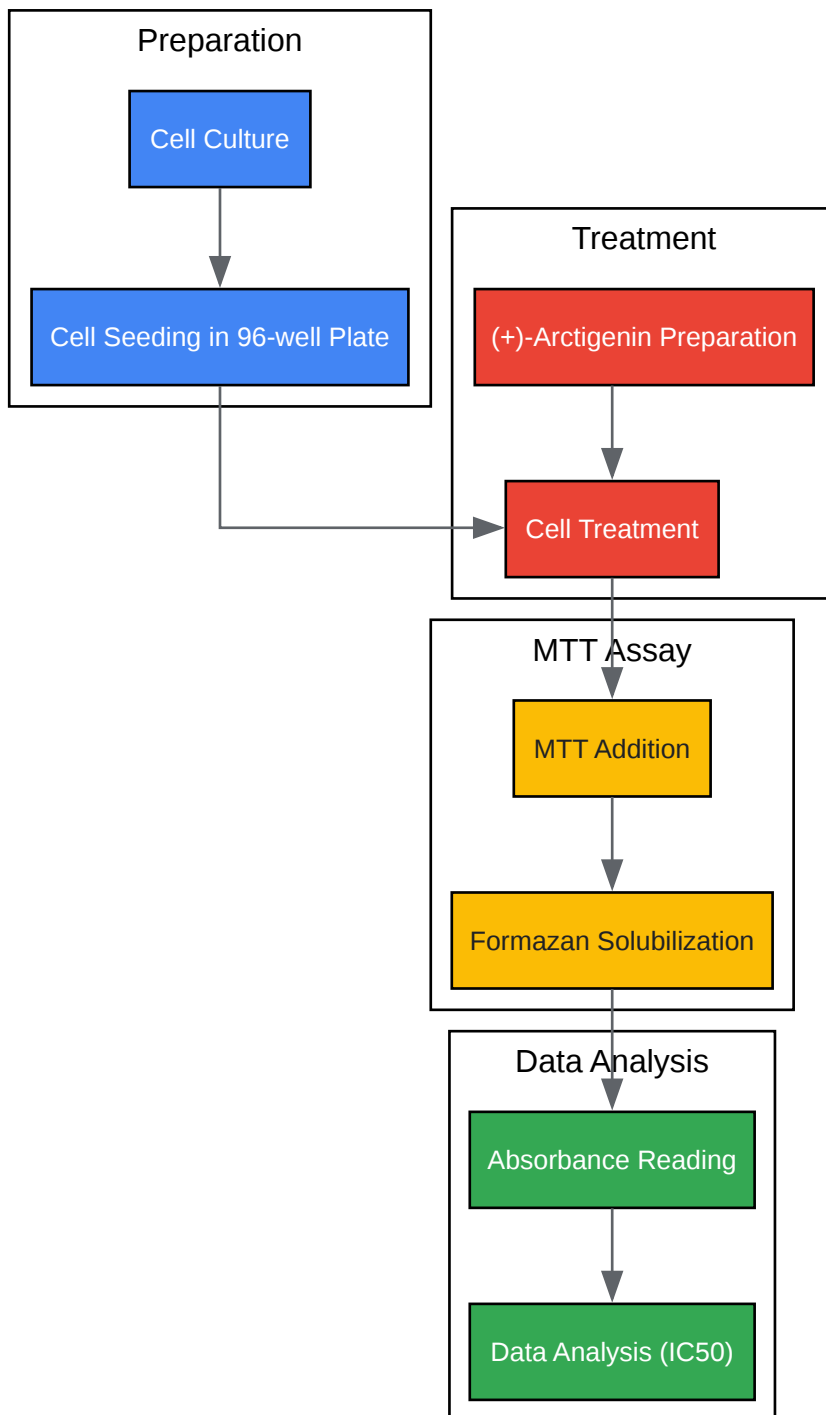 Preparation
Cell Culture
Cell Seeding in 96-well Plate
Treatment
(+)-Arctigenin Preparation
Cell Treatment
MTT Assay
MTT Addition
Formazan Solubilization
Data Analysis
Absorbance Reading
Data Analysis (IC50)